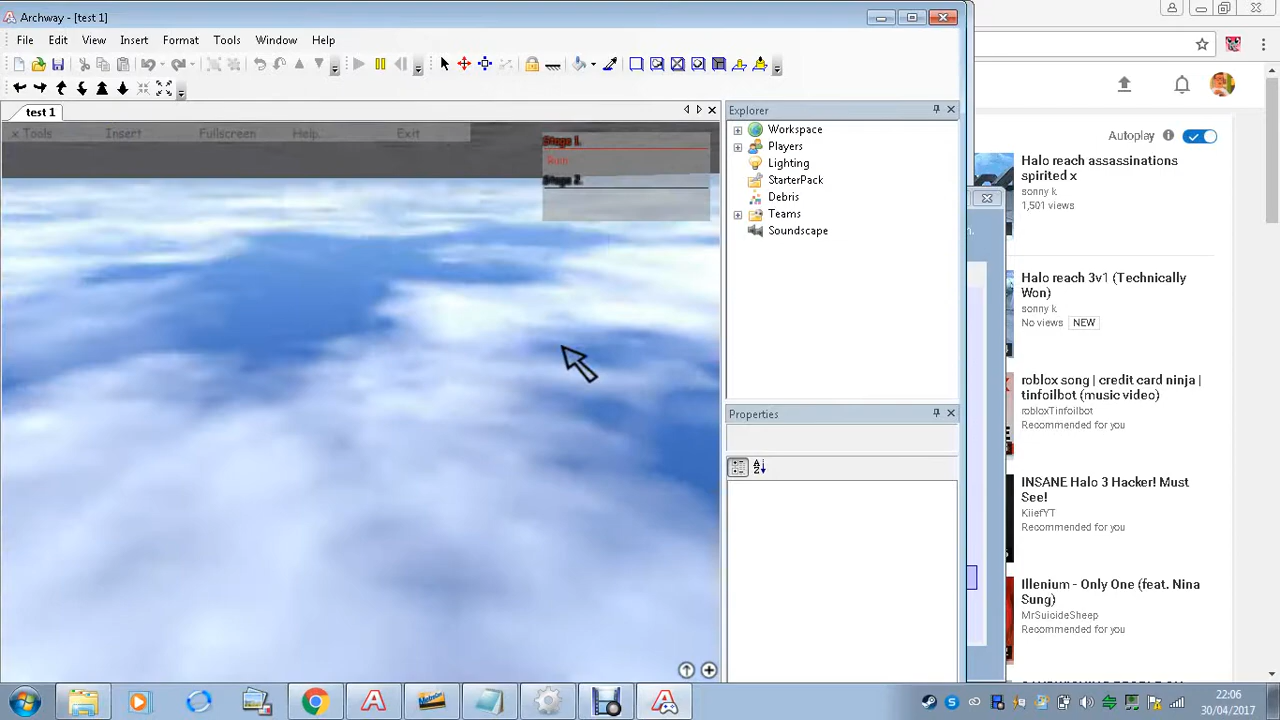 Archway - [test 1]
File Edit View Insert Format Tools Window Help
test 1
x Tools Insert Fullscreen Help... Exit
Stage 1.
Stage 2.
Explorer
Workspace
Players
Lighting
StarterPack
Debris
Teams
Soundscape
Properties
Autoplay
Halo reach assassinations
spirited x
sonny k.
1,501 views
Halo reach 3v1 (Technically
Won)
sonny k.
No views NEW
roblox song | credit card ninja |
tinfoilbot (music video)
robloxTinfoilbot
Recommended for you
INSANE Halo 3 Hacker! Must
See!
KiiefYT
Recommended for you
Illenium - Only One (feat. Nina
Sung)
MrSuicideSheep
Recommended for you
22:06
30/04/2017